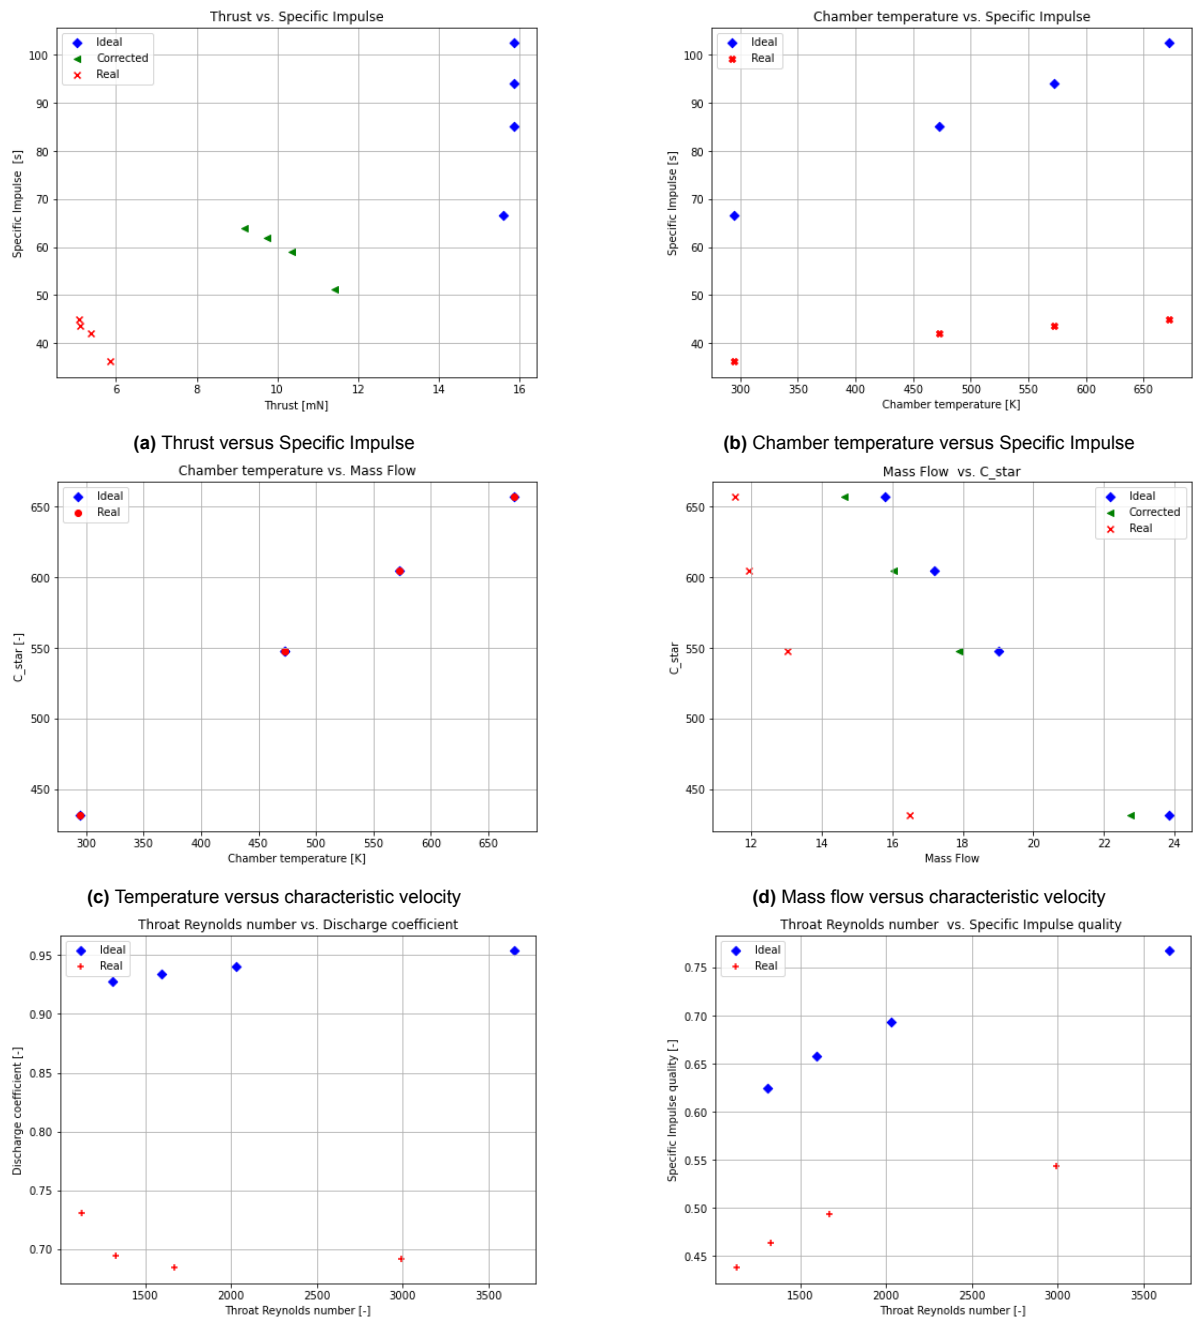 Thrust vs. Specific Impulse
Ideal
Corrected
Real
100
90
80
70
60
50
40
Specific Impulse [s]
6 8 10 12 14 16
Thrust [mN]
(a) Thrust versus Specific Impulse
Chamber temperature vs. Specific Impulse
Ideal
Real
100
90
80
70
60
50
40
Specific Impulse [s]
300 350 400 450 500 550 600 650
Chamber temperature [K]
(b) Chamber temperature versus Specific Impulse
Chamber temperature vs. Mass Flow
Ideal
Real
650
600
550
500
450
C_star [-]
300 350 400 450 500 550 600 650
Chamber temperature [K]
(c) Temperature versus characteristic velocity
Mass Flow vs. C_star
Ideal
Corrected
Real
650
600
550
500
450
C_star
12 14 16 18 20 22 24
Mass Flow
(d) Mass flow versus characteristic velocity
Throat Reynolds number vs. Discharge coefficient
Ideal
Real
0.95
0.90
0.85
0.80
0.75
0.70
Discharge coefficient [-]
1500 2000 2500 3000 3500
Throat Reynolds number [-]
Throat Reynolds number vs. Specific Impulse quality
Ideal
Real
0.75
0.70
0.65
0.60
0.55
0.50
0.45
Specific Impulse quality [-]
1500 2000 2500 3000 3500
Throat Reynolds number [-]